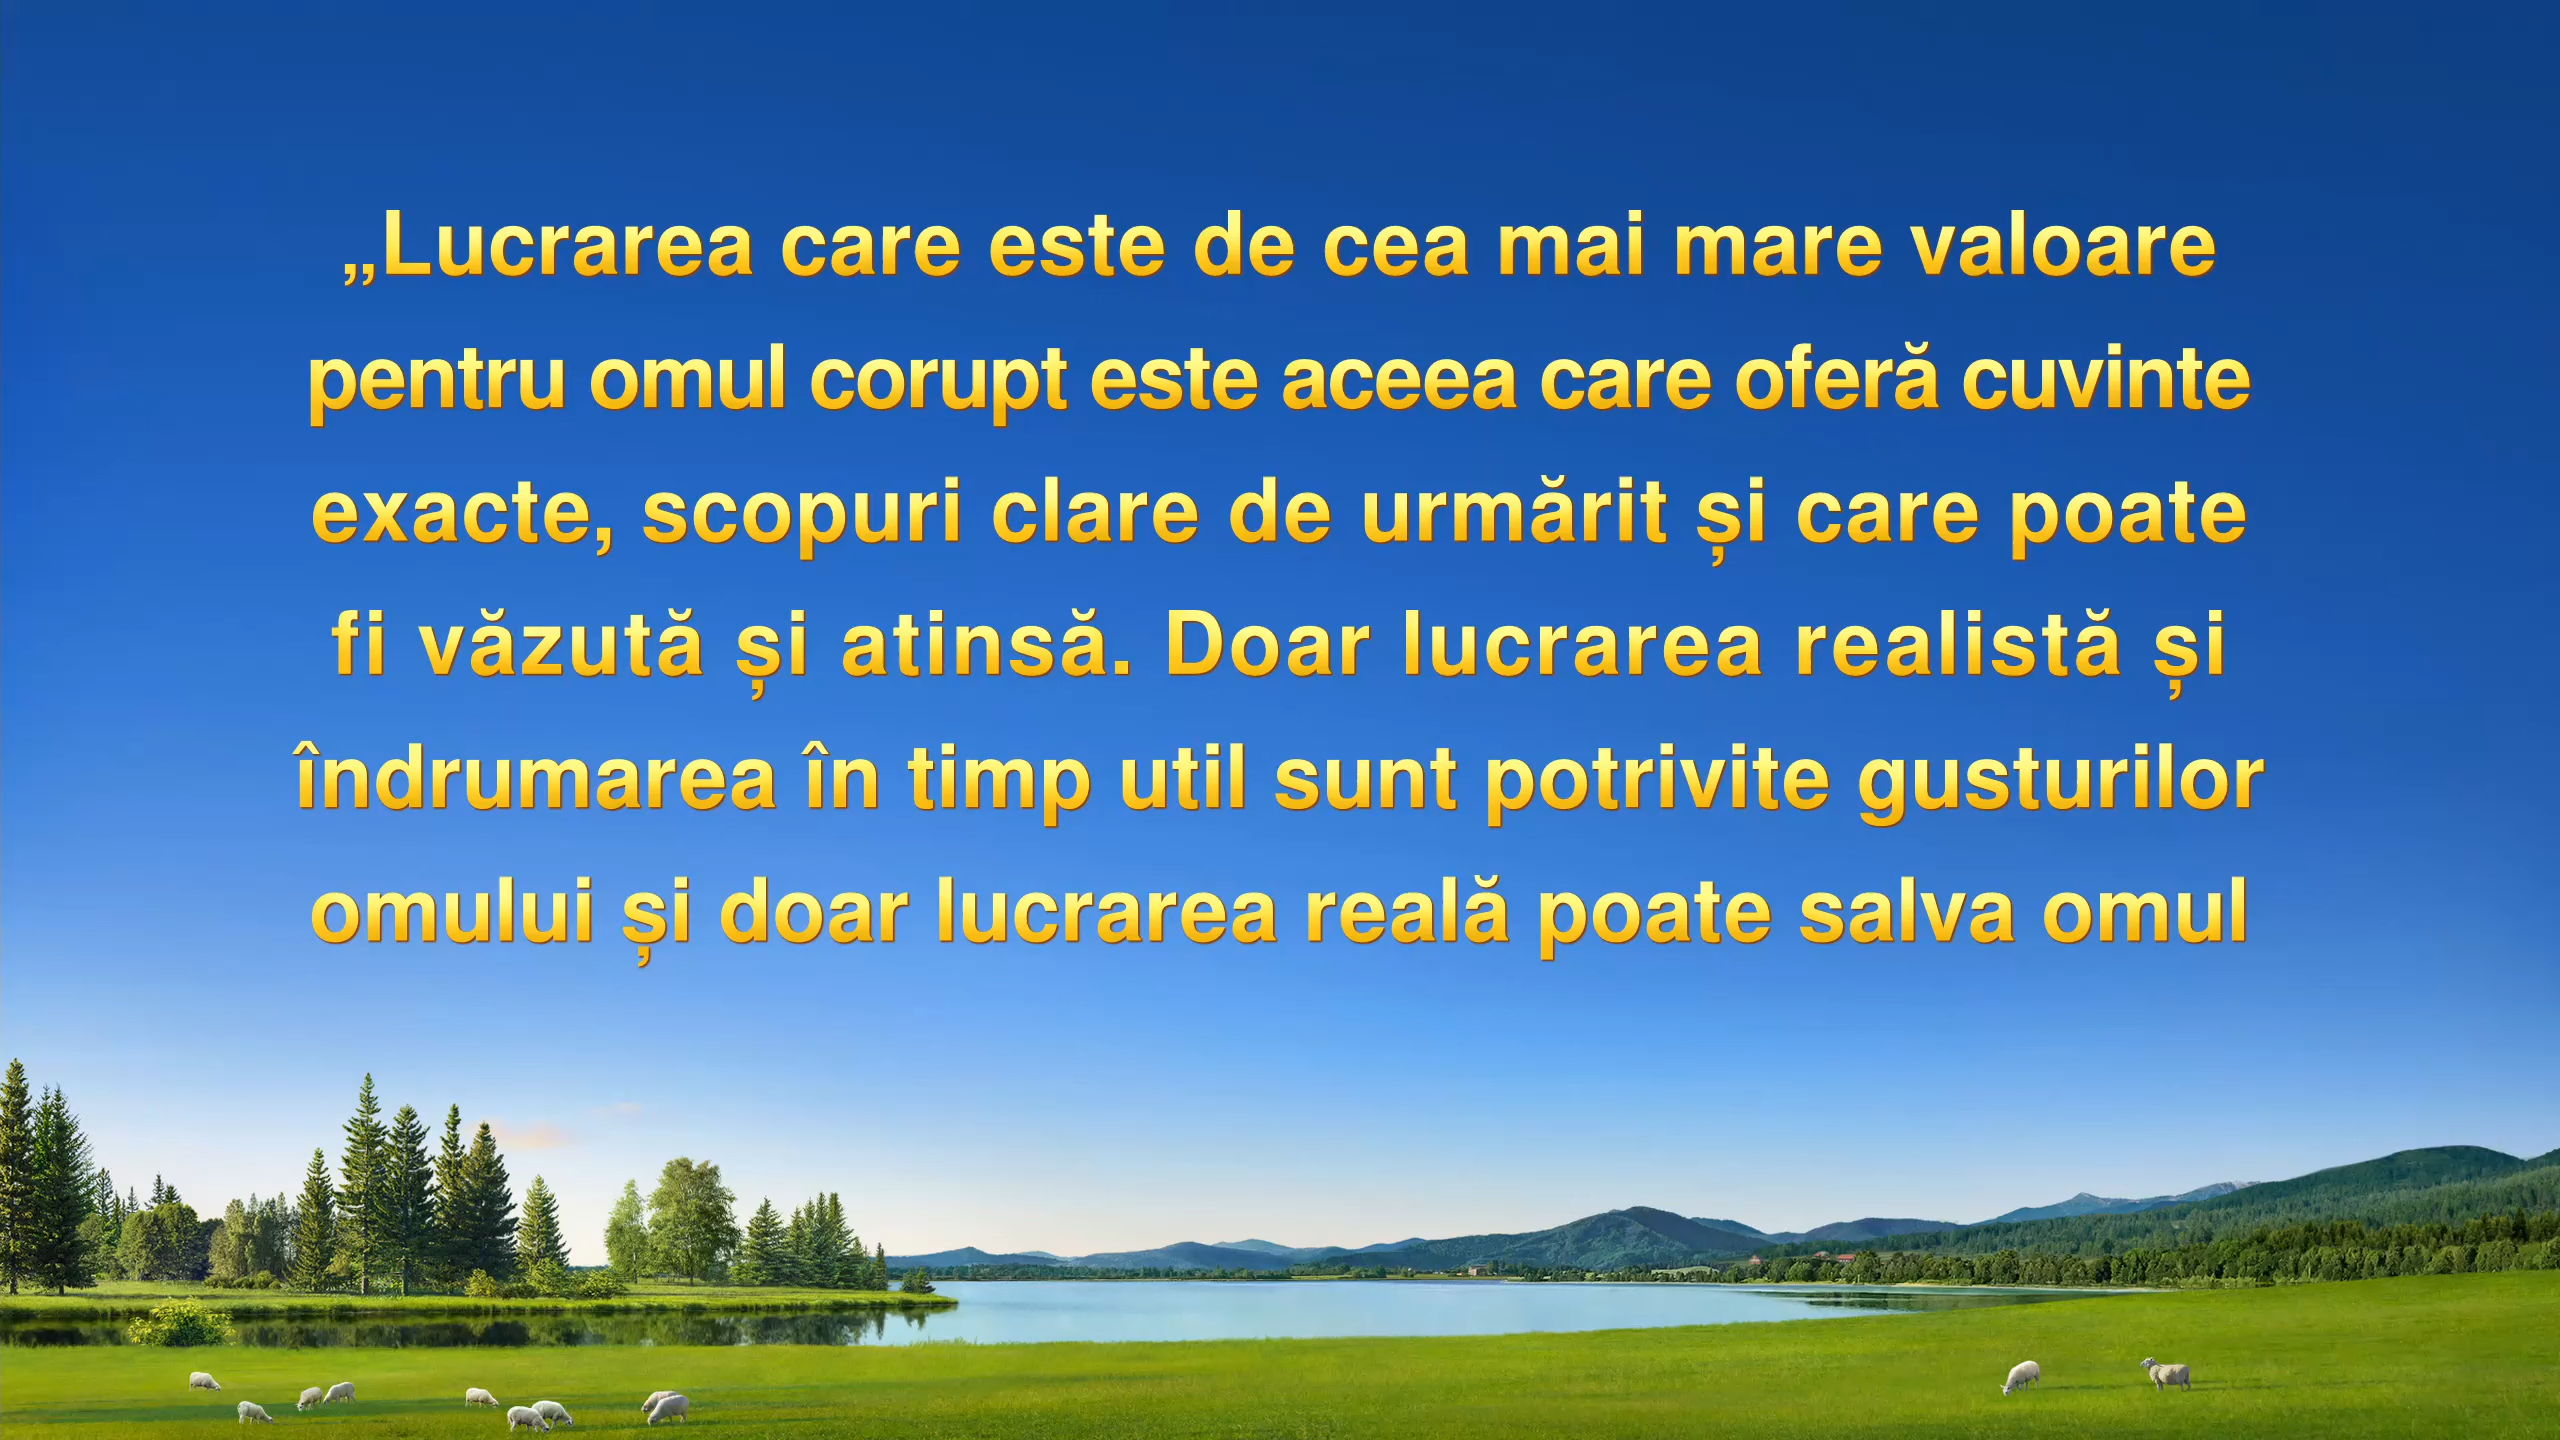 „Lucrarea care este de cea mai mare valoare
pentru omul corupt este aceea care oferă cuvinte
exacte, scopuri clare de urmărit și care poate
fi văzută și atinsă. Doar lucrarea realistă și
îndrumarea în timp util sunt potrivite gusturilor
omului și doar lucrarea reală poate salva omul